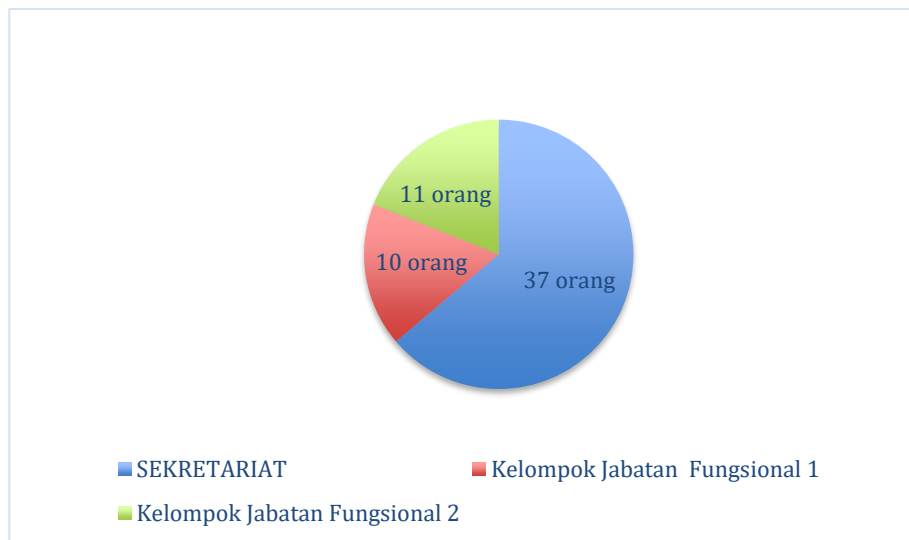 11 orang
10 orang
37 orang
SEKRETARIAT
Kelompok Jabatan  Fungsional 1
Kelompok Jabatan Fungsional 2